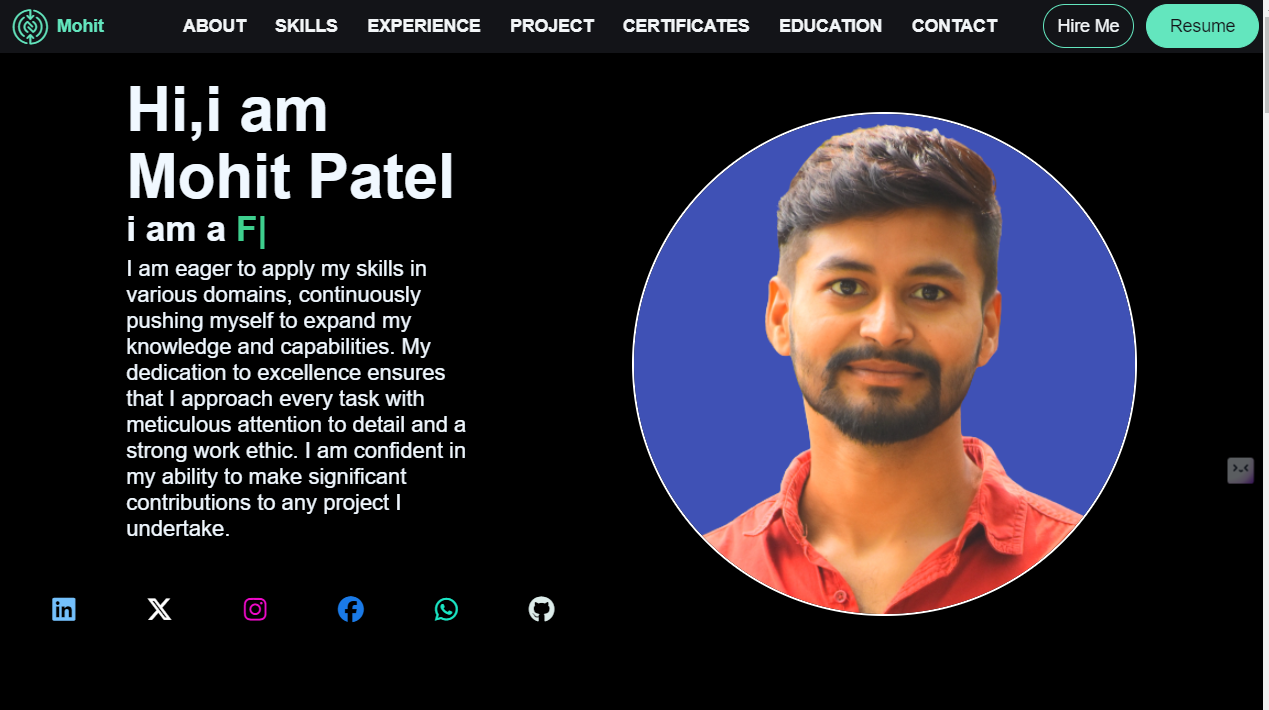 Mohit ABOUT SKILLS EXPERIENCE PROJECT CERTIFICATES EDUCATION CONTACT Hire Me Resume
Hi,i am
Mohit Patel
i am a F|
I am eager to apply my skills in
various domains, continuously
pushing myself to expand my
knowledge and capabilities. My
dedication to excellence ensures
that I approach every task with
meticulous attention to detail and a
strong work ethic. I am confident in
my ability to make significant
contributions to any project I
undertake.